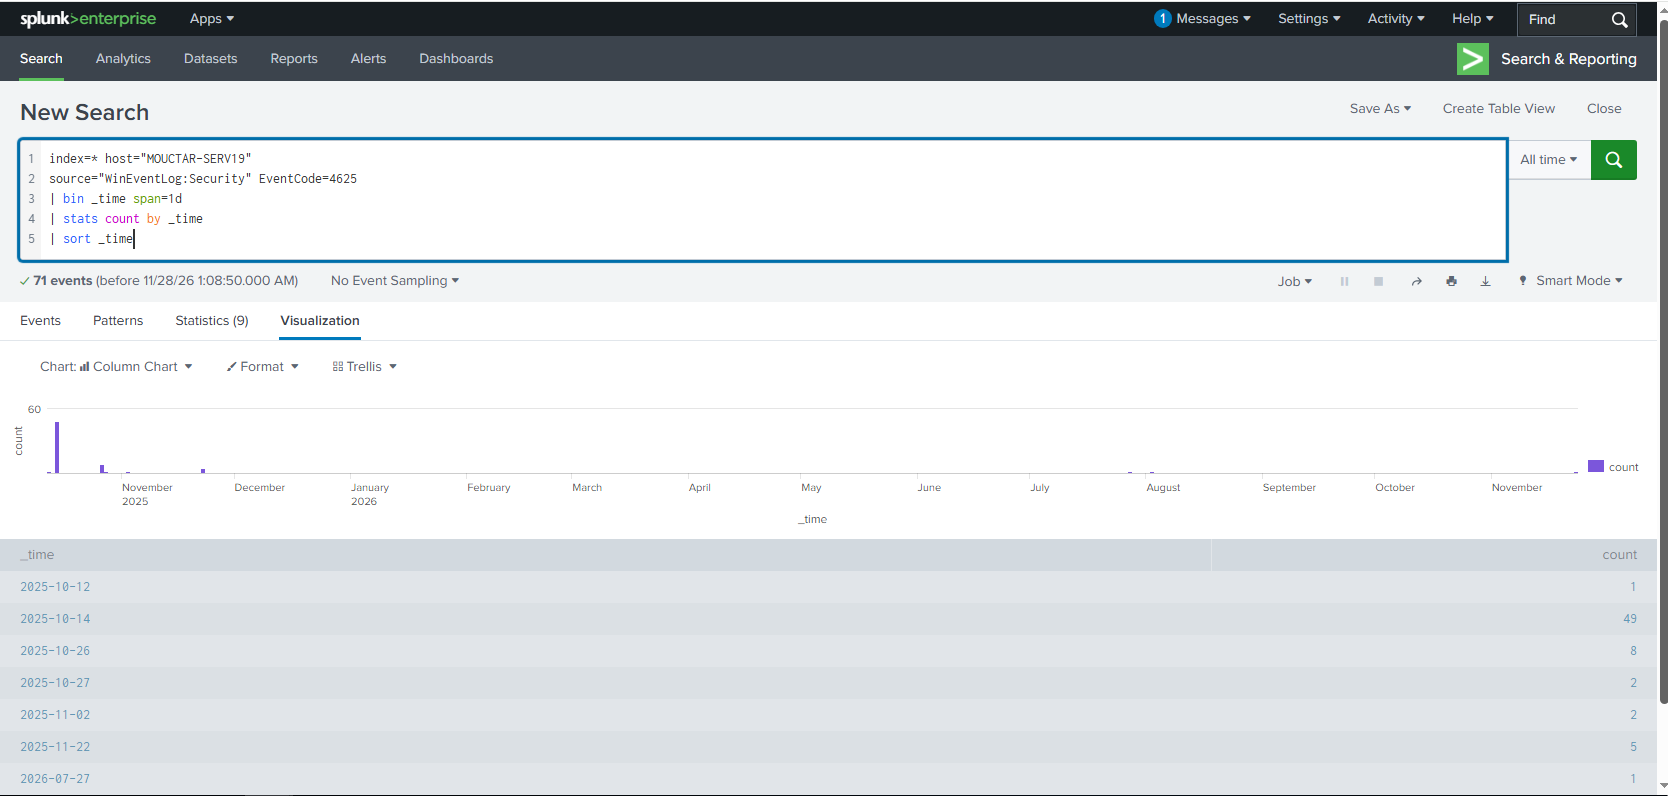 splunk>enterprise Apps 1 Messages Settings Activity Help Find
Search Analytics Datasets Reports Alerts Dashboards Search & Reporting
New Search Save As Create Table View Close
1 index=* host="MOUCTAR-SERV19"
2 source="WinEventLog:Security" EventCode=4625
3 | bin _time span=1d
4 | stats count by _time
5 | sort _time
All time
71 events (before 11/28/26 1:08:50.000 AM) No Event Sampling Job Smart Mode
Events Patterns Statistics (9) Visualization
Chart: Column Chart Format Trellis
60
count
November December January February March April May June July August September October November
2025 2026
_time
count
_time count
2025-10-12 1
2025-10-14 49
2025-10-26 8
2025-10-27 2
2025-11-02 2
2025-11-22 5
2026-07-27 1